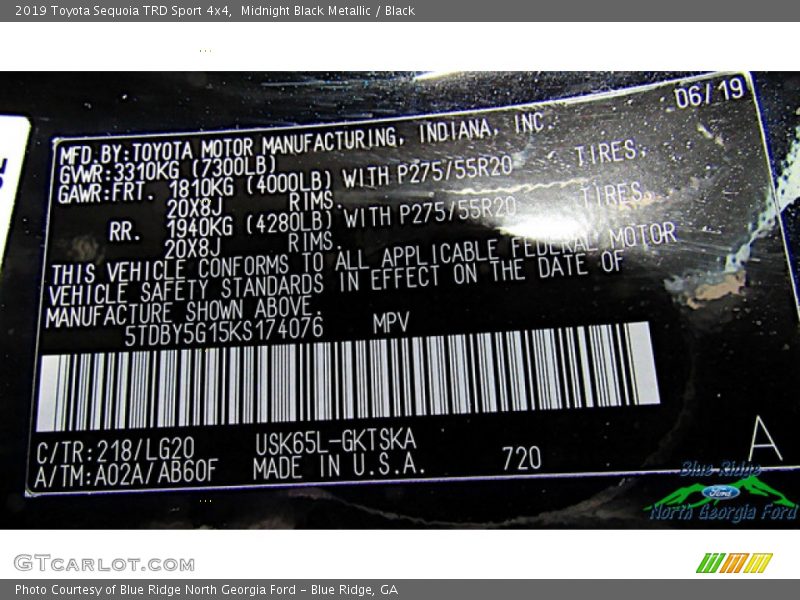 2019 Toyota Sequoia TRD Sport 4x4,  Midnight Black Metallic / Black
06/19
MFD.BY:TOYOTA MOTOR MANUFACTURING, INDIANA, INC.
GVWR:3310KG (7300LB)
GAWR:FRT. 1810KG (4000LB) WITH P275/55R20 TIRES,
20X8J RIMS.
RR. 1940KG (4280LB) WITH P275/55R20 TIRES,
20X8J RIMS.
THIS VEHICLE CONFORMS TO ALL APPLICABLE FEDERAL MOTOR
VEHICLE SAFETY STANDARDS IN EFFECT ON THE DATE OF
MANUFACTURE SHOWN ABOVE.
5TDBY5G15KS174076 MPV
C/TR:218/LG20 USK65L-GKTSKA
A/TM:A02A/AB60F MADE IN U.S.A. 720
A
Blue Ridge
Ford
North Georgia Ford
GTCARLOT.COM
Photo Courtesy of Blue Ridge North Georgia Ford – Blue Ridge, GA